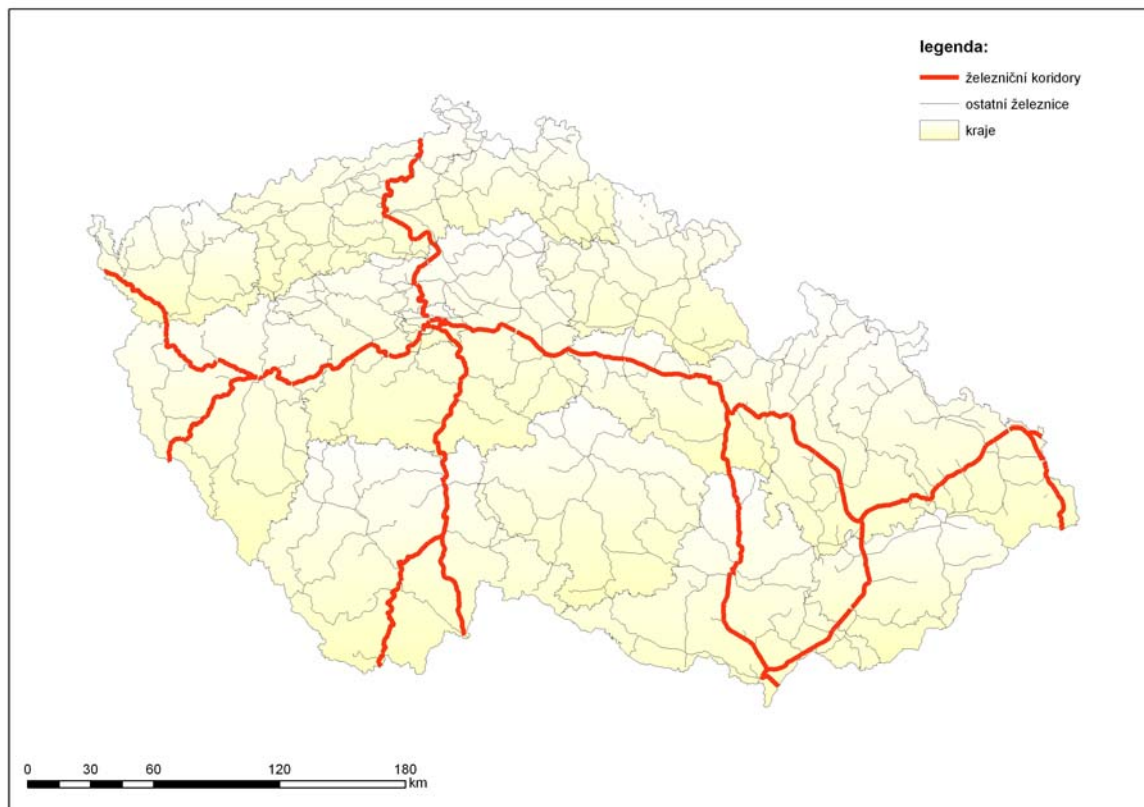 legenda:
železniční koridory
ostatní železnice
kraje
0 30 60 120 180
km